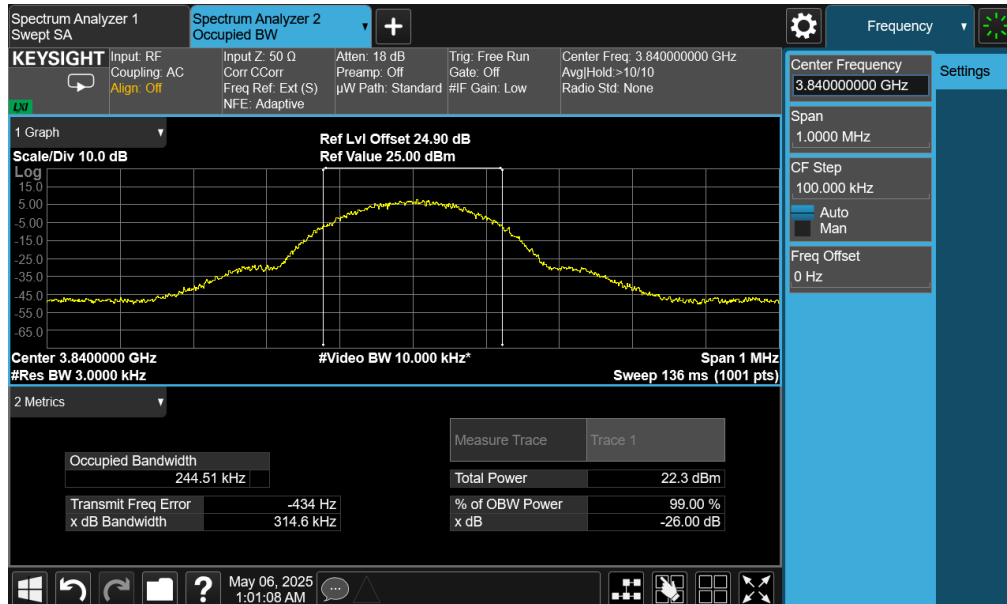 Spectrum Analyzer 1
Swept SA
Spectrum Analyzer 2
Occupied BW
Frequency
KEYSIGHT
LXI
Input: RF
Coupling: AC
Align: Off
Input Z: 50 Ω
Corr CCorr
Freq Ref: Ext (S)
NFE: Adaptive
Atten: 18 dB
Preamp: Off
µW Path: Standard
Trig: Free Run
Gate: Off
#IF Gain: Low
Center Freq: 3.840000000 GHz
Avg|Hold:>10/10
Radio Std: None
Center Frequency
3.840000000 GHz
Settings
Span
1.0000 MHz
CF Step
100.000 kHz
Auto
Man
Freq Offset
0 Hz
1 Graph
Scale/Div 10.0 dB
Ref Lvl Offset 24.90 dB
Ref Value 25.00 dBm
Log
15.0
5.00
-5.00
-15.0
-25.0
-35.0
-45.0
-55.0
-65.0
Center 3.8400000 GHz
#Res BW 3.0000 kHz
#Video BW 10.000 kHz*
Span 1 MHz
Sweep 136 ms (1001 pts)
2 Metrics
Measure Trace Trace 1
Occupied Bandwidth
244.51 kHz
Total Power 22.3 dBm
Transmit Freq Error -434 Hz
% of OBW Power 99.00 %
x dB Bandwidth 314.6 kHz
x dB -26.00 dB
?
May 06, 2025
1:01:08 AM